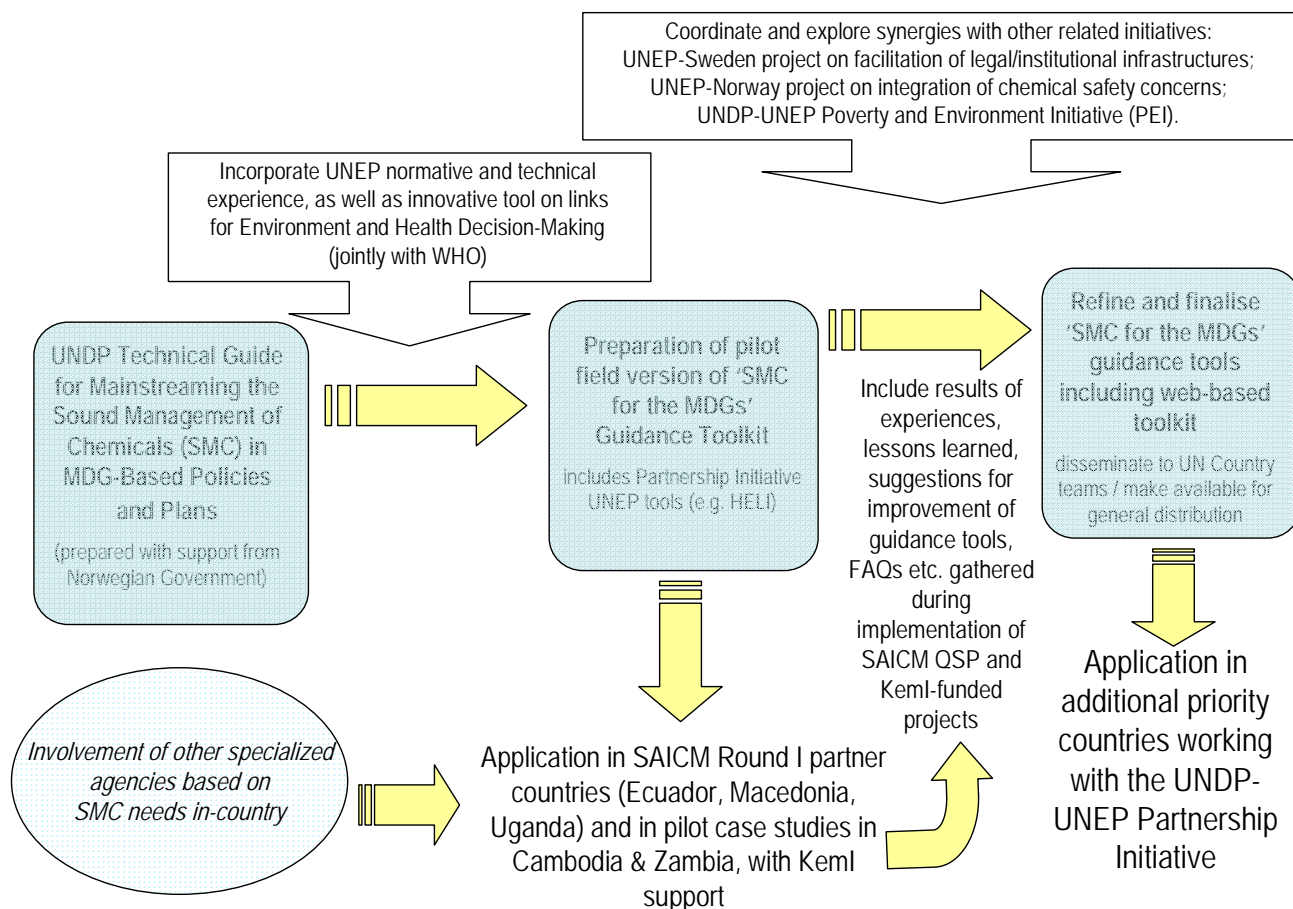 Coordinate and explore synergies with other related initiatives:
UNEP-Sweden project on facilitation of legal/institutional infrastructures;
UNEP-Norway project on integration of chemical safety concerns;
UNDP-UNEP Poverty and Environment Initiative (PEI).
Incorporate UNEP normative and technical
experience, as well as innovative tool on links
for Environment and Health Decision-Making
(jointly with WHO)
UNDP Technical Guide
for Mainstreaming the
Sound Management of
Chemicals (SMC) in
MDG-Based Policies
and Plans
(prepared with support from
Norwegian Government)
Preparation of pilot
field version of ‘SMC
for the MDGs’
Guidance Toolkit
includes Partnership Initiative
UNEP tools (e.g. HELI)
Include results of
experiences,
lessons learned,
suggestions for
improvement of
guidance tools,
FAQs etc. gathered
during
implementation of
SAICM QSP and
KemI-funded
projects
Refine and finalise
‘SMC for the MDGs’
guidance tools
including web-based
toolkit
disseminate to UN Country
teams / make available for
general distribution
Involvement of other specialized
agencies based on
SMC needs in-country
Application in SAICM Round I partner
countries (Ecuador, Macedonia,
Uganda) and in pilot case studies in
Cambodia & Zambia, with KemI
support
Application in
additional priority
countries working
with the UNDP-
UNEP Partnership
Initiative